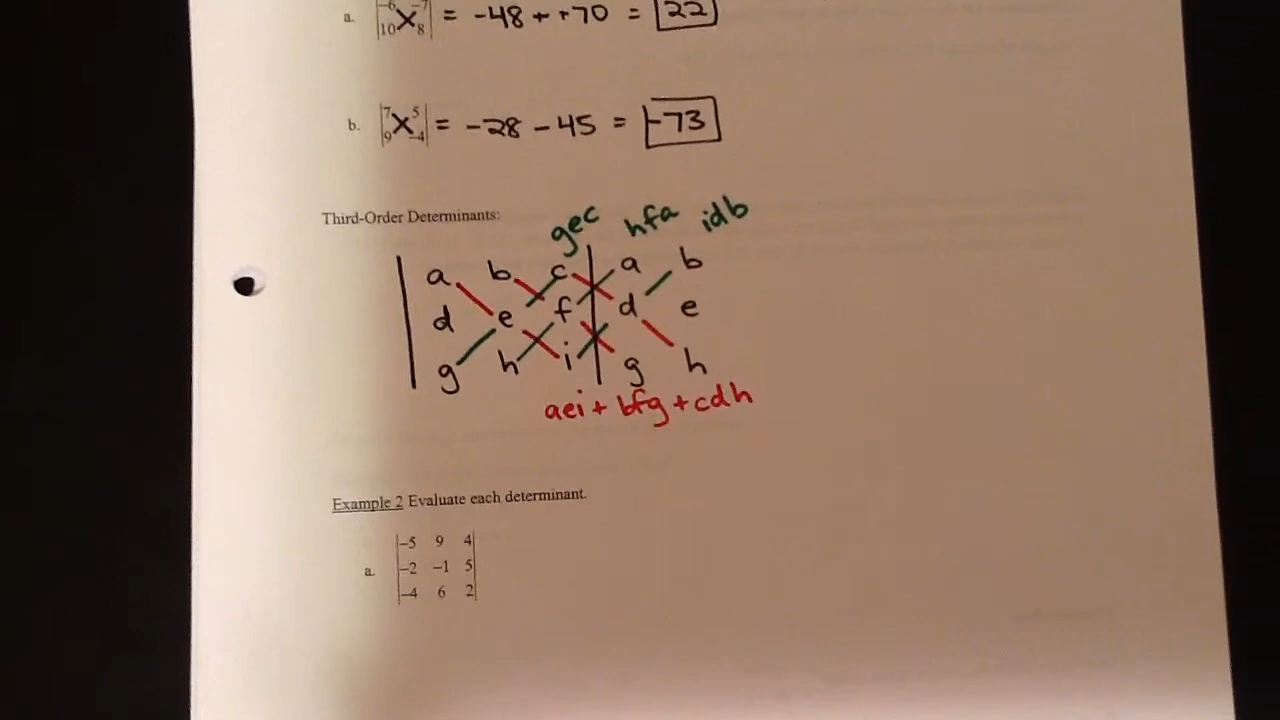 a. |-6 -7| = -48 + +70 = 22
|10 8|
b. |7 5| = -28 - 45 = -73
|9 -4|
Third-Order Determinants:
gec hfa idb
a b c a b
d e f d e
g h i g h
aei + bfg + cdh
Example 2 Evaluate each determinant.
-5 9 4
a. -2 -1 5
-4 6 2